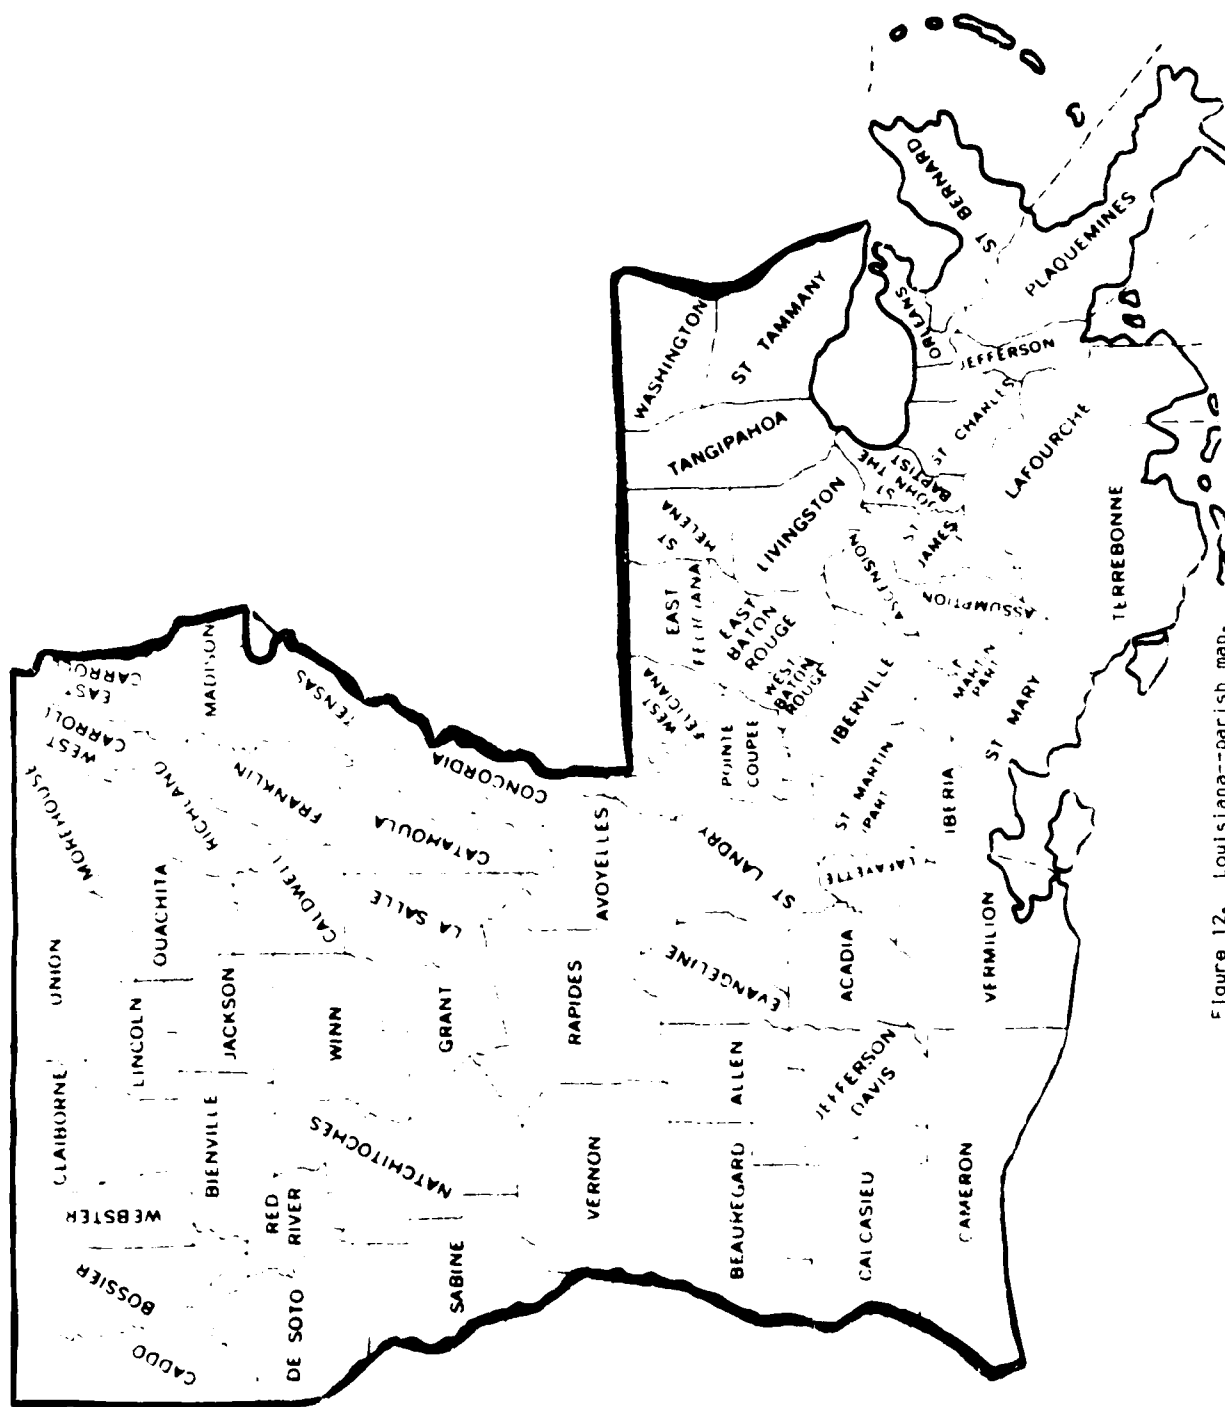 CADDO
BOSSIER
WEBSTER
CLAIBORNE
UNION
MOREHOUSE
WEST
CARROLL
EAST
CARROLL
LINCOLN
OUACHITA
RICHLAND
MADISON
BIENVILLE
JACKSON
DE SOTO
RED
RIVER
CALDWELL
FRANKLIN
TENSAS
WINN
NATCHITOCHES
SABINE
GRANT
LA SALLE
CATAHOULA
CONCORDIA
VERNON
RAPIDES
AVOYELLES
BEAUREGARD
ALLEN
EVANGELINE
ST LANDRY
POINTE
COUPEE
WEST
FELICIANA
EAST
FELICIANA
ST
HELENA
TANGIPAHOA
WASHINGTON
ST TAMMANY
EAST
BATON
ROUGE
WEST
BATON
ROUGE
LIVINGSTON
CALCASIEU
JEFFERSON
DAVIS
ACADIA
LAFAYETTE
ST MARTIN
PART
IBERVILLE
ASCENSION
ST
JAMES
ST
JOHN THE
BAPTIST
ST CHARLES
ORLEANS
ST BERNARD
CAMERON
VERMILION
IBERIA
ST
MARTIN
PART
ST MARY
ASSUMPTION
LAFOURCHE
JEFFERSON
PLAQUEMINES
TERREBONNE
Figure 12. Louisiana--parish map.